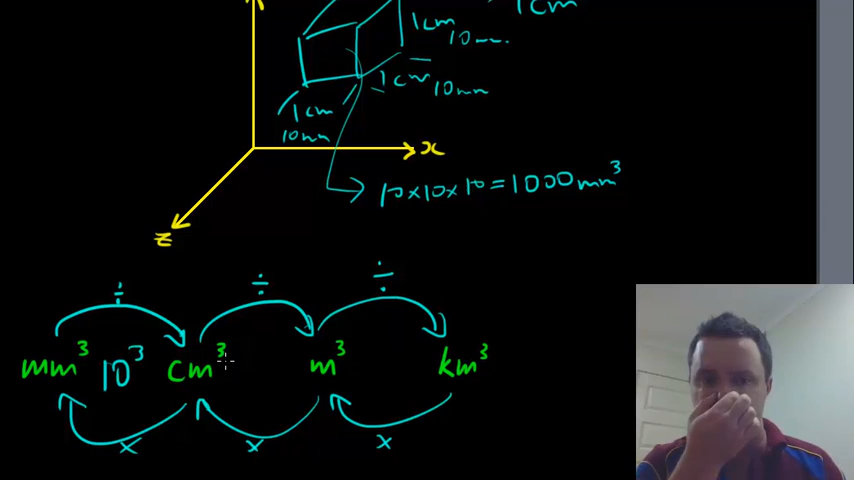 1cm
1cm
10mm.
1cm
10mm
1cm
10mm
x
10×10×10=1000mm³
z
÷ ÷ ÷
mm³ 10³ cm³ m³ km³
x x x